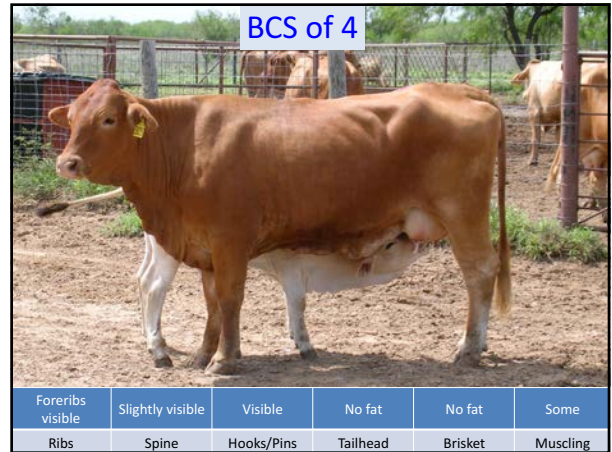 BCS of 4
Foreribs
visible
Slightly visible
Visible
No fat
No fat
Some
Ribs
Spine
Hooks/Pins
Tailhead
Brisket
Muscling